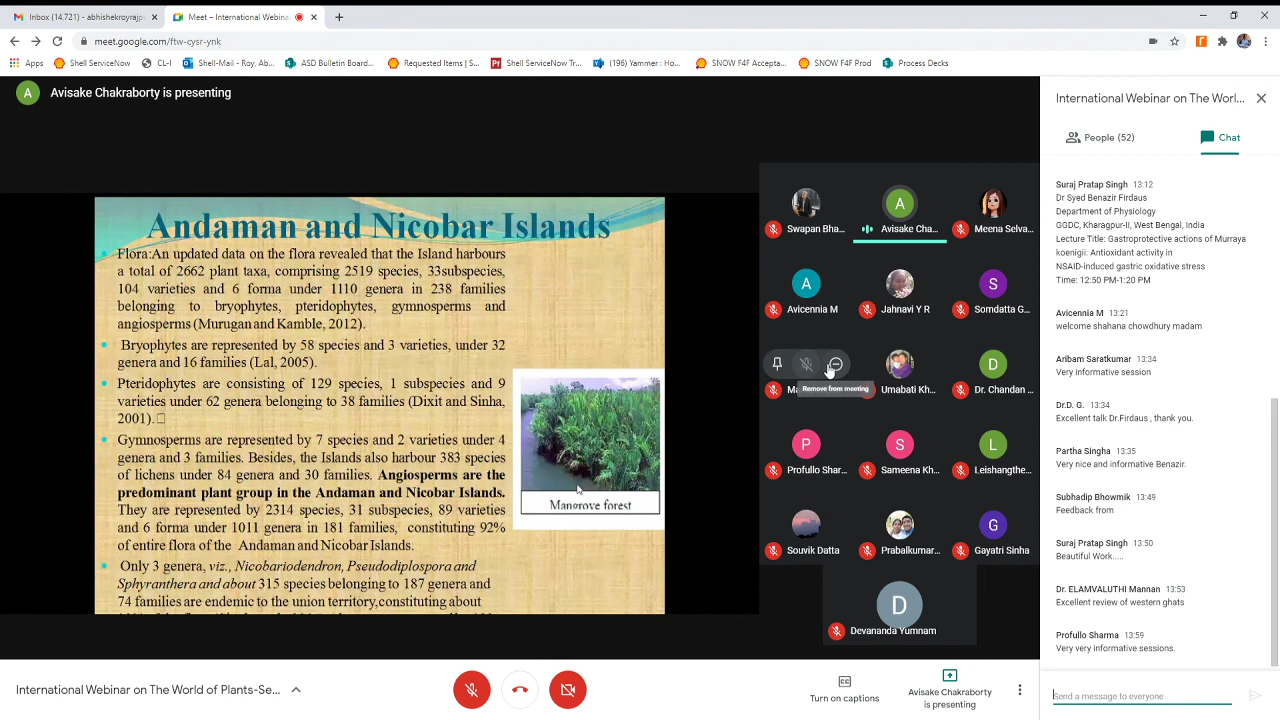 Inbox (14,721) - abhishekroyrajp
Meet – International Webina
meet.google.com/ftw-cysr-ynk
Apps
Shell ServiceNow
CL-I
Shell-Mail - Roy, Ab...
ASD Bulletin Board...
Requested Items | S...
Shell ServiceNow Tr...
(196) Yammer : Ho...
SNOW F4F Accepta...
SNOW F4F Prod
Process Decks
A
Avisake Chakraborty is presenting
Andaman and Nicobar Islands
Flora:An updated data on the flora revealed that the Island harbours
a total of 2662 plant taxa, comprising 2519 species, 33subspecies,
104 varieties and 6 forma under 1110 genera in 238 families
belonging to bryophytes, pteridophytes, gymnosperms and
angiosperms (Murugan and Kamble, 2012).
Bryophytes are represented by 58 species and 3 varieties, under 32
genera and 16 families (Lal, 2005).
Pteridophytes are consisting of 129 species, 1 subspecies and 9
varieties under 62 genera belonging to 38 families (Dixit and Sinha,
2001).
Gymnosperms are represented by 7 species and 2 varieties under 4
genera and 3 families. Besides, the Islands also harbour 383 species
of lichens under 84 genera and 30 families. Angiosperms are the
predominant plant group in the Andaman and Nicobar Islands.
They are represented by 2314 species, 31 subspecies, 89 varieties
and 6 forma under 1011 genera in 181 families, constituting 92%
of entire flora of the Andaman and Nicobar Islands.
Only 3 genera, viz., Nicobariodendron, Pseudodiplospora and
Sphyranthera and about 315 species belonging to 187 genera and
74 families are endemic to the union territory,constituting about
Mangrove forest
Swapan Bha...
A
Avisake Cha...
Meena Selva...
A
Avicennia M
Jahnavi Y R
S
Somdatta G...
Remove from meeting
Umabati Kh...
D
Dr. Chandan ...
P
Profullo Shar...
S
Sameena Kh...
L
Leishangthe...
Souvik Datta
Prabalkumar...
G
Gayatri Sinha
D
Devananda Yumnam
International Webinar on The World of Plants-Se...
Turn on captions
Avisake Chakraborty
is presenting
International Webinar on The Worl...
People (52)
Chat
Suraj Pratap Singh 13:12
Dr Syed Benazir Firdaus
Department of Physiology
GGDC, Kharagpur-II, West Bengal, India
Lecture Title: Gastroprotective actions of Murraya
koenigii: Antioxidant activity in
NSAID-induced gastric oxidative stress
Time: 12:50 PM-1:20 PM
Avicennia M 13:21
welcome shahana chowdhury madam
Aribam Saratkumar 13:34
Very informative session
Dr.D. G. 13:34
Excellent talk Dr.Firdaus , thank you.
Partha Singha 13:35
Very nice and informative Benazir.
Subhadip Bhowmik 13:49
Feedback from
Suraj Pratap Singh 13:50
Beautiful Work.....
Dr. ELAMVALUTHI Mannan 13:53
Excellent review of western ghats
Profullo Sharma 13:59
Very very informative sessions.
Send a message to everyone